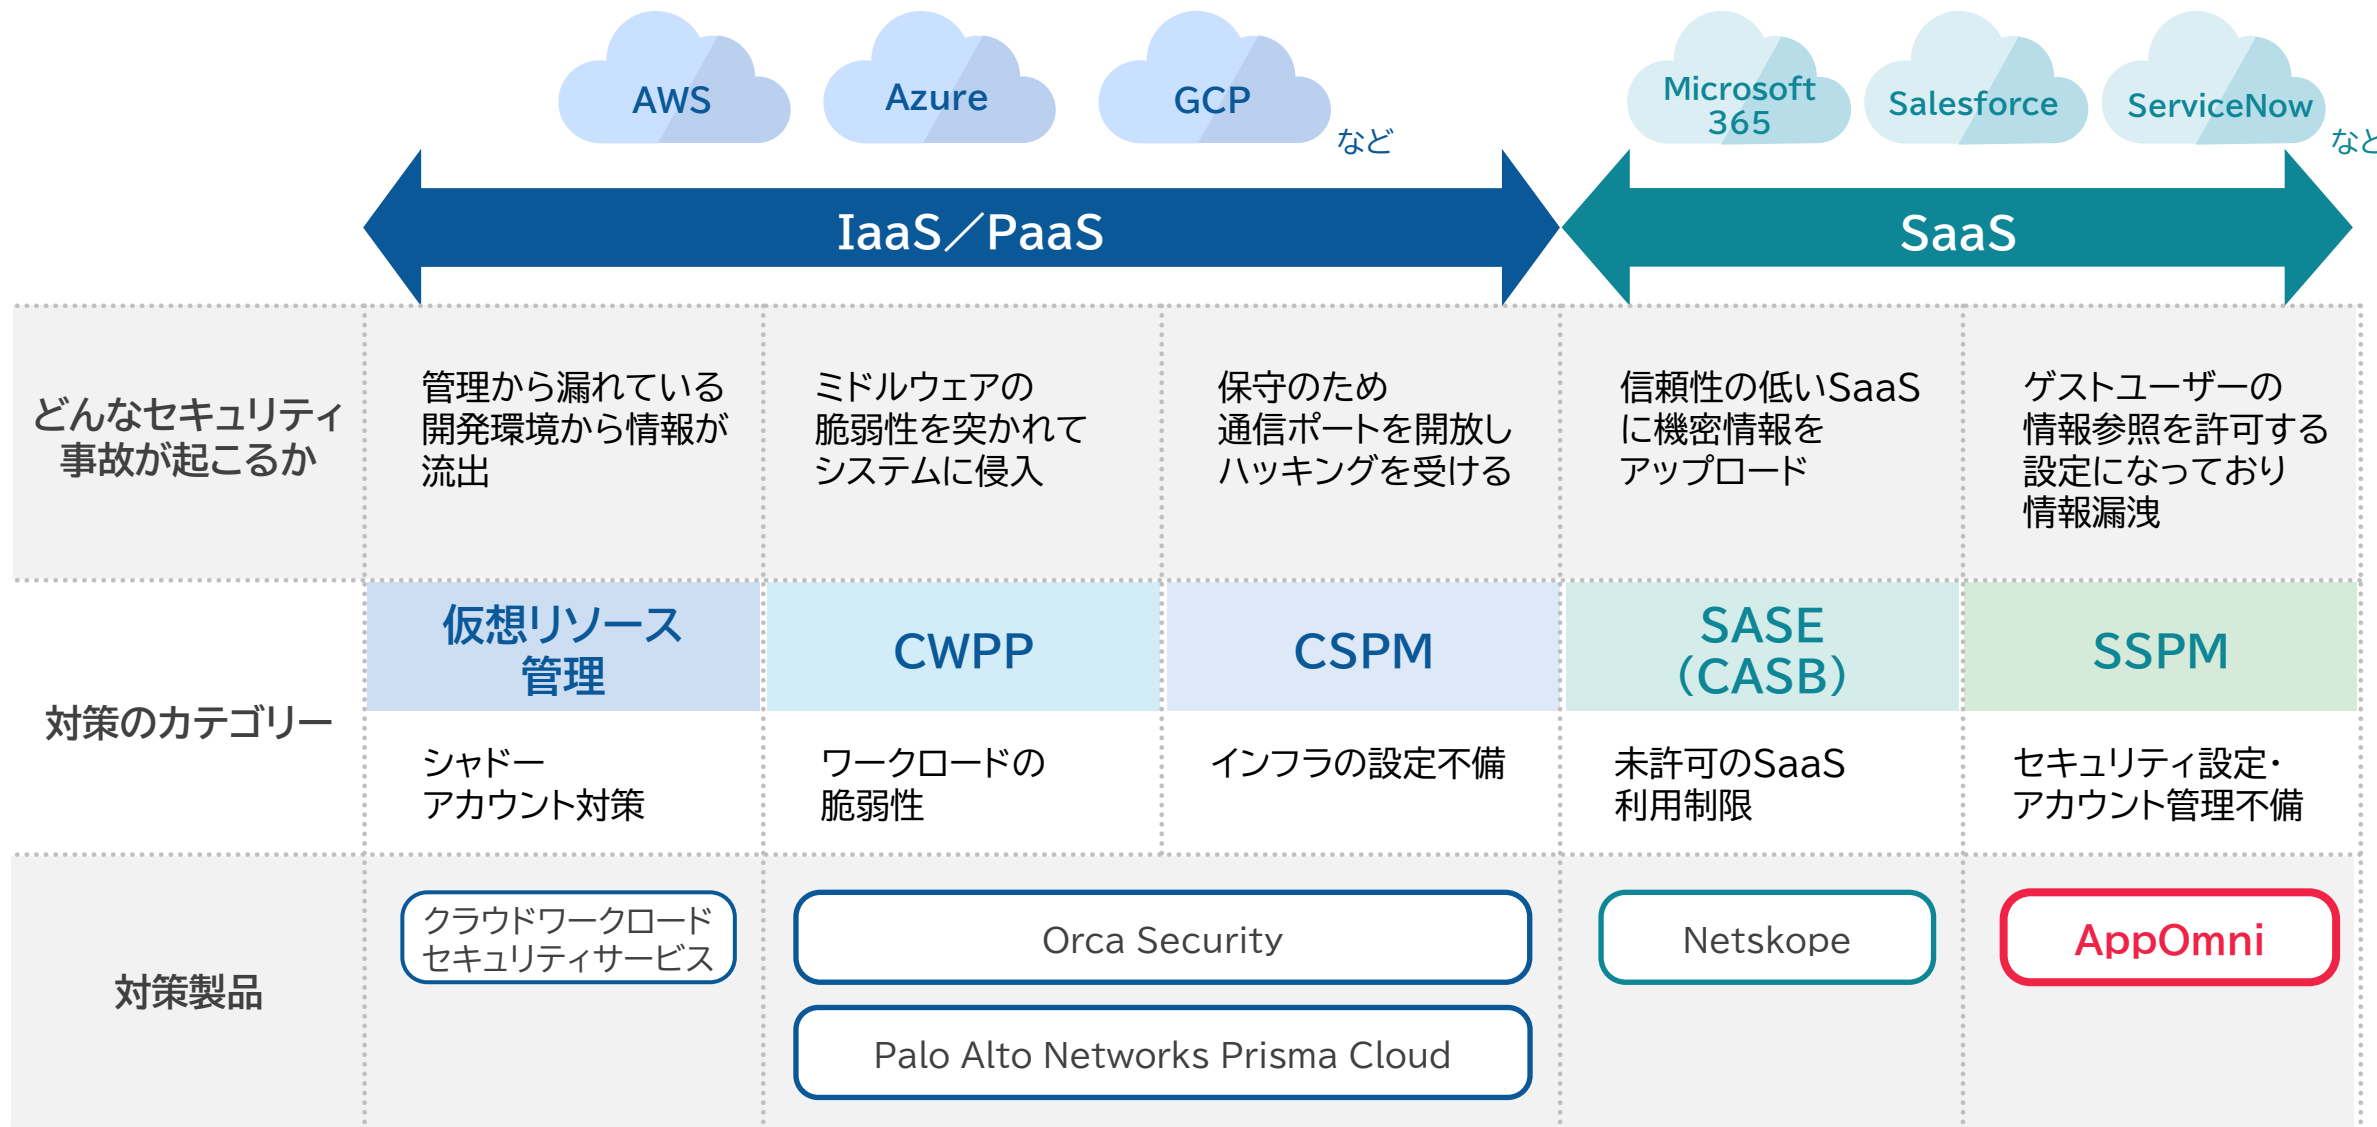 AWS
Azure
GCP
など
Microsoft
365
Salesforce
ServiceNow
など
IaaS／PaaS
SaaS
どんなセキュリティ
事故が起こるか
管理から漏れている
開発環境から情報が
流出
ミドルウェアの
脆弱性を突かれて
システムに侵入
保守のため
通信ポートを開放し
ハッキングを受ける
信頼性の低いSaaS
に機密情報を
アップロード
ゲストユーザーの
情報参照を許可する
設定になっており
情報漏洩
対策のカテゴリー
仮想リソース
管理
CWPP
CSPM
SASE
（CASB）
SSPM
シャドー
アカウント対策
ワークロードの
脆弱性
インフラの設定不備
未許可のSaaS
利用制限
セキュリティ設定・
アカウント管理不備
対策製品
クラウドワークロード
セキュリティサービス
Orca Security
Palo Alto Networks Prisma Cloud
Netskope
AppOmni